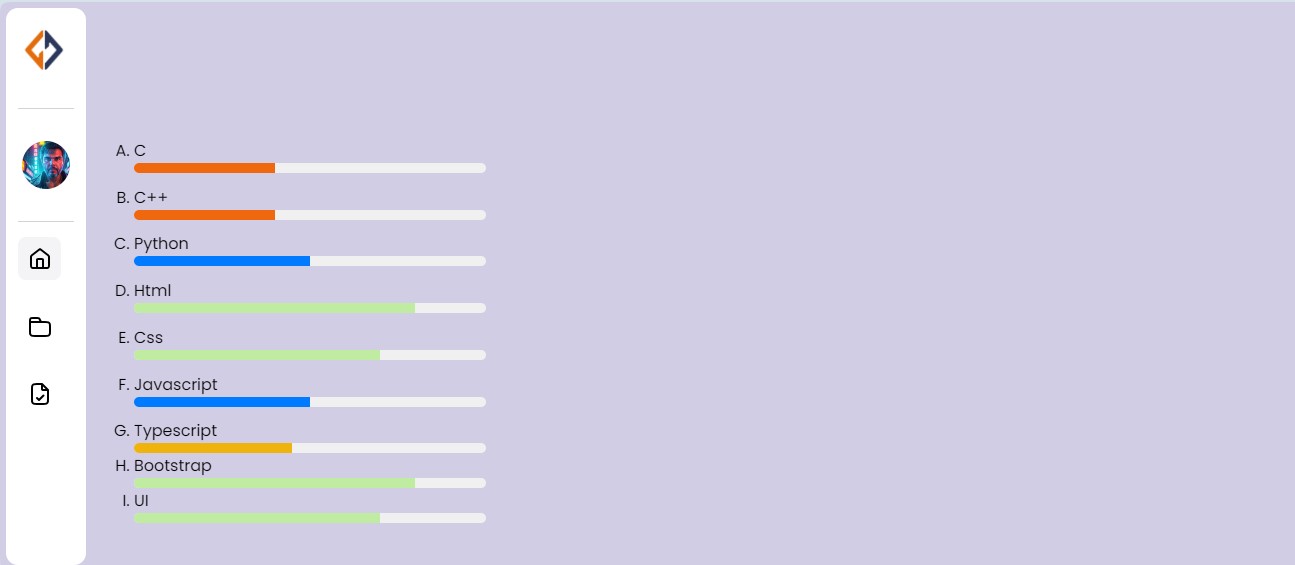 A. C
B. C++
C. Python
D. Html
E. Css
F. Javascript
G. Typescript
H. Bootstrap
I. UI